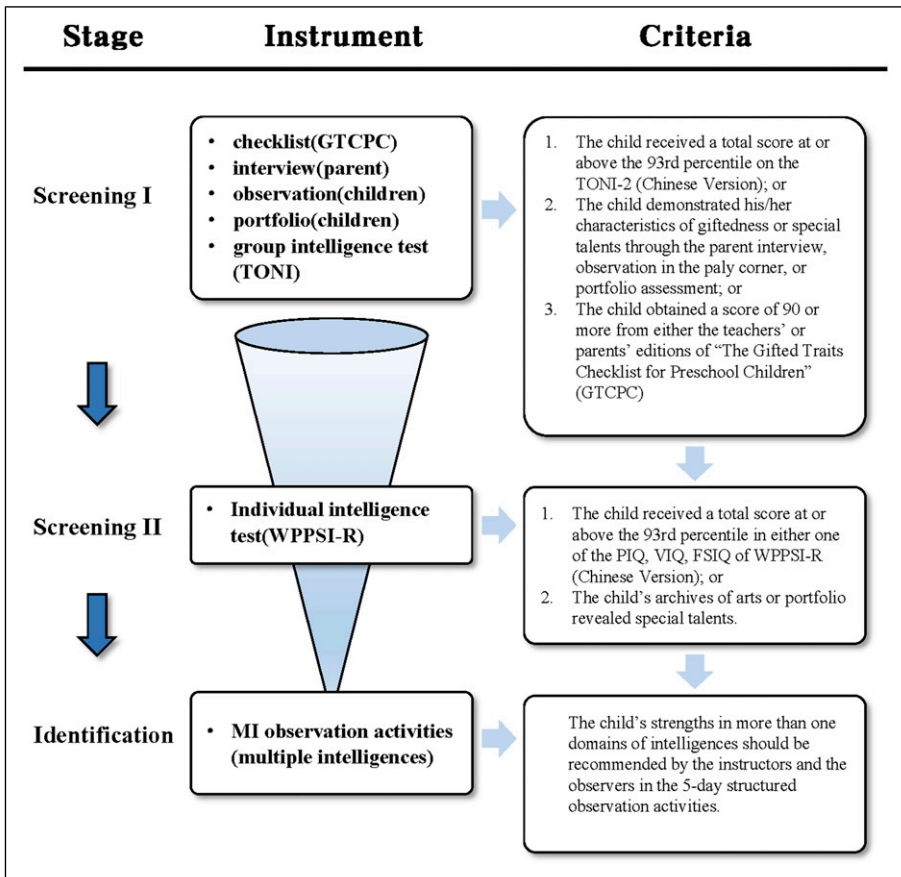 Stage Instrument Criteria
Screening I
• checklist(GTCPC)
• interview(parent)
• observation(children)
• portfolio(children)
• group intelligence test
(TONI)
1. The child received a total score at or
above the 93rd percentile on the
TONI-2 (Chinese Version); or
2. The child demonstrated his/her
characteristics of giftedness or special
talents through the parent interview,
observation in the paly corner, or
portfolio assessment; or
3. The child obtained a score of 90 or
more from either the teachers’ or
parents’ editions of “The Gifted Traits
Checklist for Preschool Children”
(GTCPC)
Screening II
• Individual intelligence
test(WPPSI-R)
1. The child received a total score at or
above the 93rd percentile in either one
of the PIQ, VIQ, FSIQ of WPPSI-R
(Chinese Version); or
2. The child’s archives of arts or portfolio
revealed special talents.
Identification
• MI observation activities
(multiple intelligences)
The child’s strengths in more than one
domains of intelligences should be
recommended by the instructors and the
observers in the 5-day structured
observation activities.